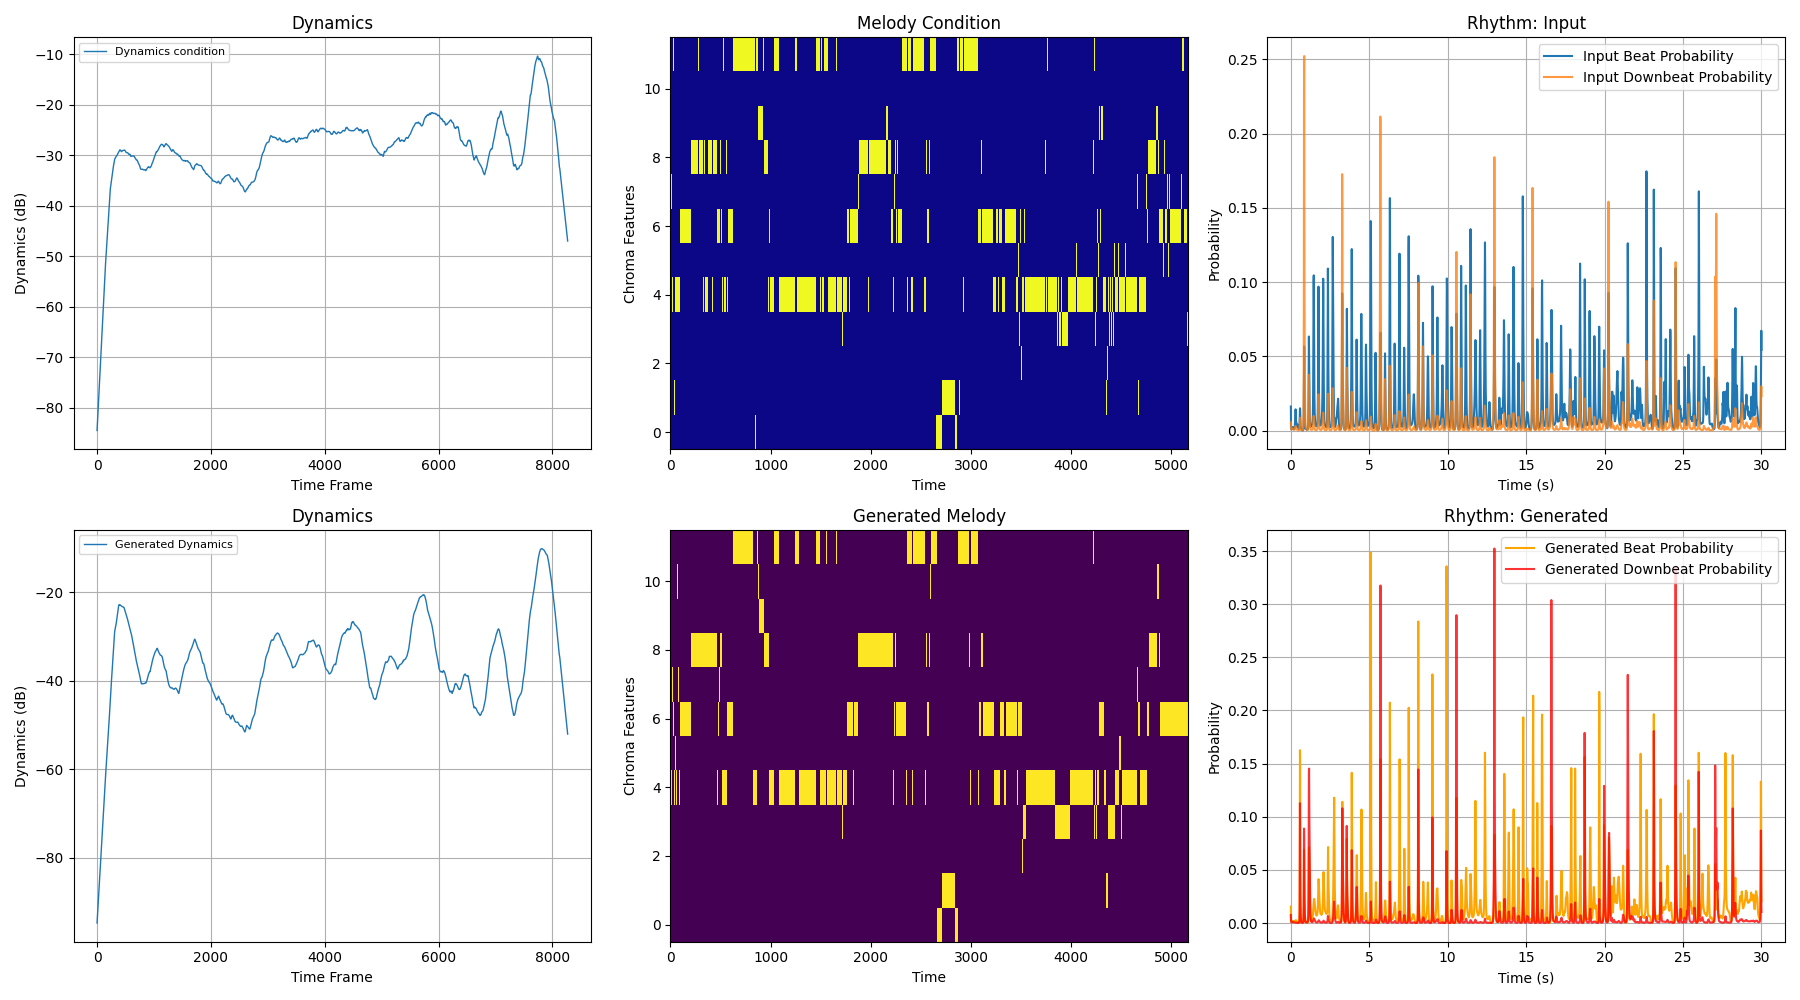 Dynamics
Dynamics condition
−10
−20
−30
−40
−50
−60
−70
−80
Dynamics (dB)
0 2000 4000 6000 8000
Time Frame
Melody Condition
10
8
6
4
2
0
Chroma Features
0 1000 2000 3000 4000 5000
Time
Rhythm: Input
Input Beat Probability
Input Downbeat Probability
0.25
0.20
0.15
0.10
0.05
0.00
Probability
0 5 10 15 20 25 30
Time (s)
Dynamics
Generated Dynamics
−20
−40
−60
−80
Dynamics (dB)
0 2000 4000 6000 8000
Time Frame
Generated Melody
10
8
6
4
2
0
Chroma Features
0 1000 2000 3000 4000 5000
Time
Rhythm: Generated
Generated Beat Probability
Generated Downbeat Probability
0.35
0.30
0.25
0.20
0.15
0.10
0.05
0.00
Probability
0 5 10 15 20 25 30
Time (s)